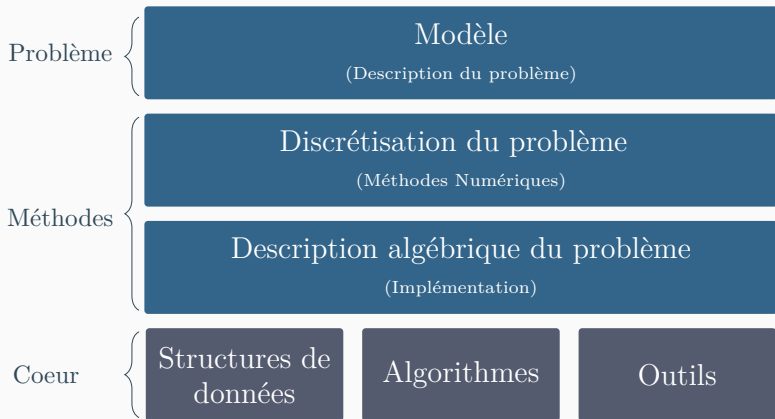 Problème
Modèle
(Description du problème)
Méthodes
Discrétisation du problème
(Méthodes Numériques)
Description algébrique du problème
(Implémentation)
Coeur
Structures de
données
Algorithmes
Outils